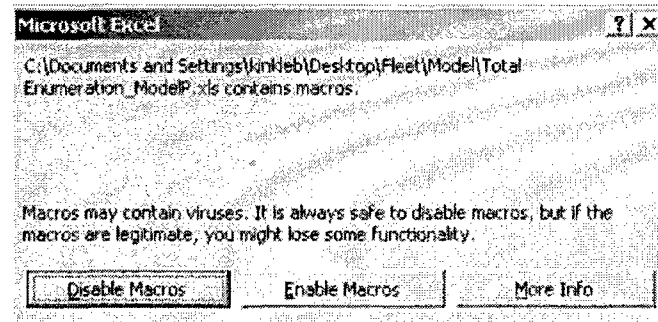 Microsoft Excel
? X
C:\Documents and Settings\kinkleb\Desktop\Fleet\Model\Total
Enumeration_ModelP.xls contains macros.
Macros may contain viruses. It is always safe to disable macros, but if the
macros are legitimate, you might lose some functionality.
Disable Macros Enable Macros More Info